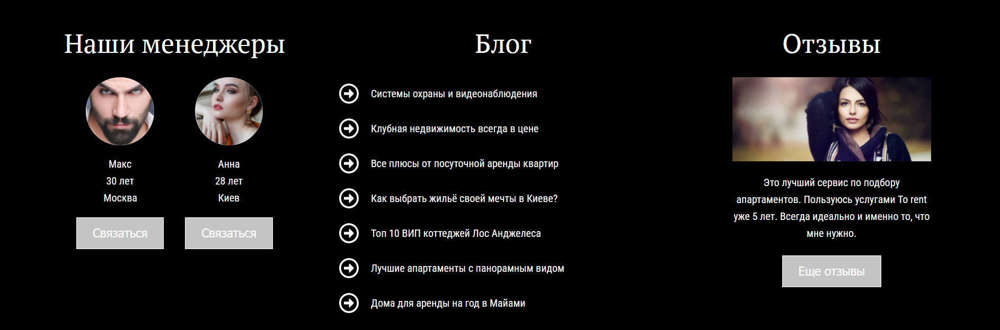 Наши менеджеры
Макс
30 лет
Москва
Связаться
Анна
28 лет
Киев
Связаться
Блог
Системы охраны и видеонаблюдения
Клубная недвижимость всегда в цене
Все плюсы от посуточной аренды квартир
Как выбрать жильё своей мечты в Киеве?
Топ 10 ВИП коттеджей Лос Анджелеса
Лучшие апартаменты с панорамным видом
Дома для аренды на год в Майами
Отзывы
Это лучший сервис по подбору
апартаментов. Пользуюсь услугами To rent
уже 5 лет. Всегда идеально и именно то, что
мне нужно.
Еще отзывы